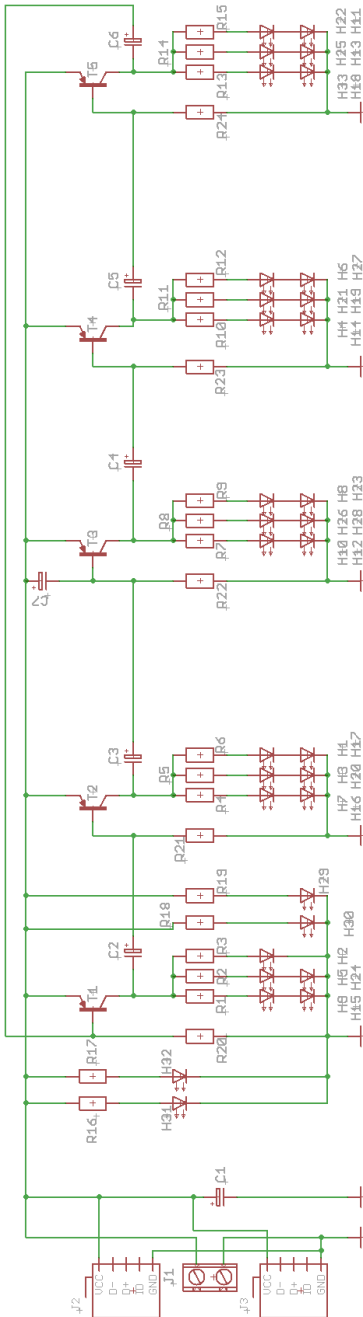 H22 H11
H25 H13
H33 H18
R15
R14
R13
R24
C6
T5
H6 H27
H21 H19
H4 H14
R12
R11
R10
R23
C5
T4
H8 H23
H26 H28
H10 H12
R9
R8
R7
R22
C4
T3
C7
H1 H17
H3 H20
H7 H16
R6
R5
R4
R21
C3
T2
R19
R18
H29
H30
H2
H5 H24
H15
R3
R2
R1
R20
C2
T1
R17
R16
H32
H31
C1
J2
VCC
D-
D+
ID
GND
J1
J3
VCC
D-
D+
ID
GND